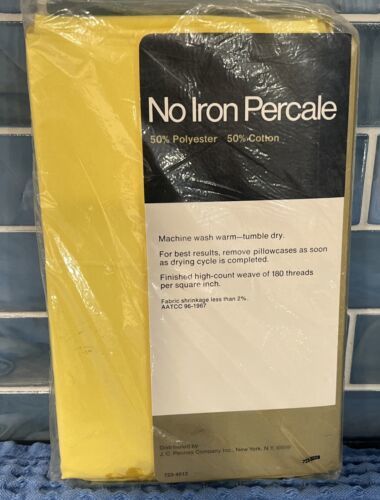 No Iron Percale
50% Polyester 50% Cotton
Machine wash warm—tumble dry.
For best results, remove pillowcases as soon
as drying cycle is completed.
Finished high-count weave of 180 threads
per square inch.
Fabric shrinkage less than 2%.
AATCC 96-1967
Distributed by
J. C. Penney Company Inc., New York, N.Y.